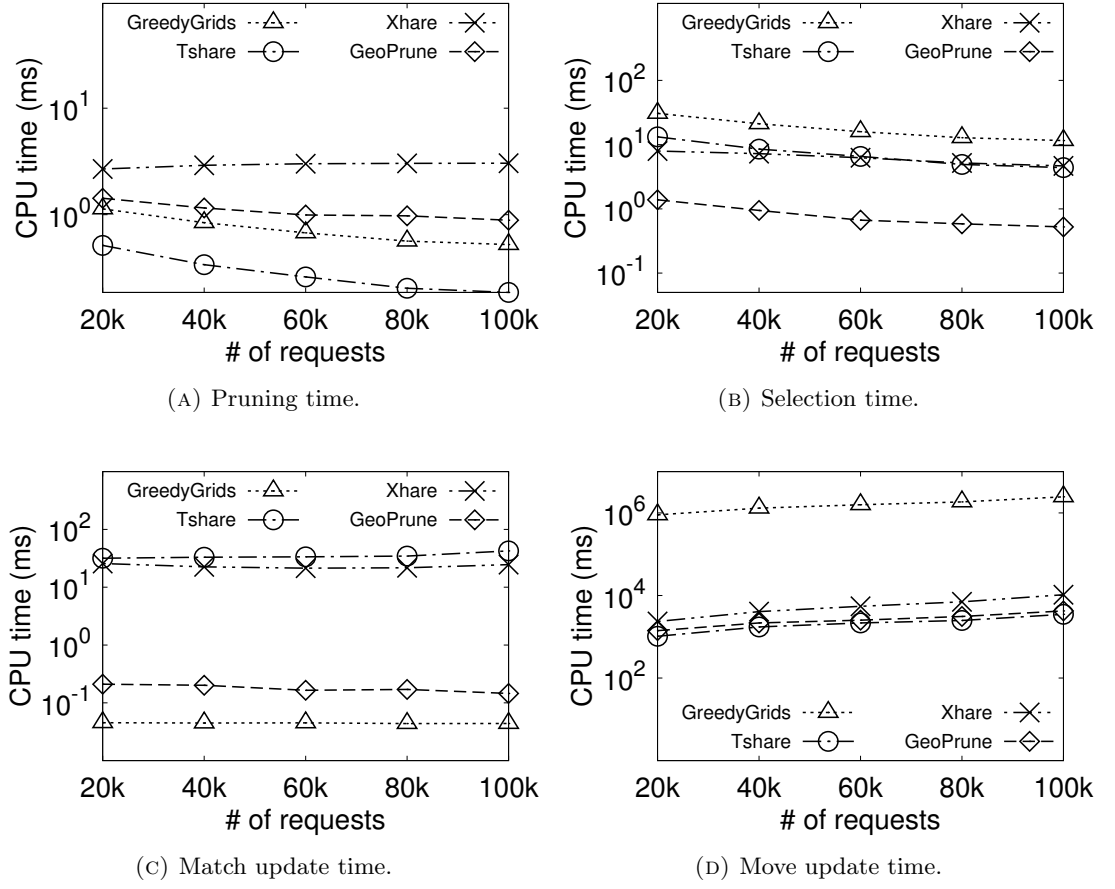 GreedyGrids
Tshare
Xhare
GeoPrune
CPU time (ms)
10^1
10^0
20k 40k 60k 80k 100k
# of requests
(A) Pruning time.
GreedyGrids
Tshare
Xhare
GeoPrune
CPU time (ms)
10^2
10^1
10^0
10^-1
20k 40k 60k 80k 100k
# of requests
(B) Selection time.
GreedyGrids
Tshare
Xhare
GeoPrune
CPU time (ms)
10^2
10^1
10^0
10^-1
20k 40k 60k 80k 100k
# of requests
(C) Match update time.
CPU time (ms)
10^6
10^4
10^2
GreedyGrids
Tshare
Xhare
GeoPrune
20k 40k 60k 80k 100k
# of requests
(D) Move update time.